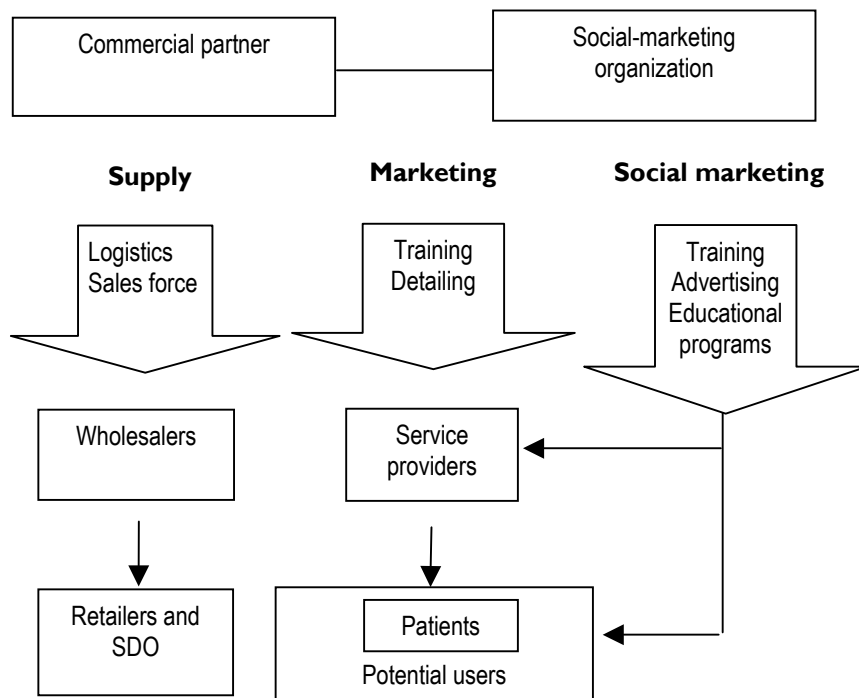 Commercial partner
Social-marketing
organization
Supply
Marketing
Social marketing
Logistics
Sales force
Training
Detailing
Training
Advertising
Educational
programs
Wholesalers
Service
providers
Retailers and
SDO
Patients
Potential users